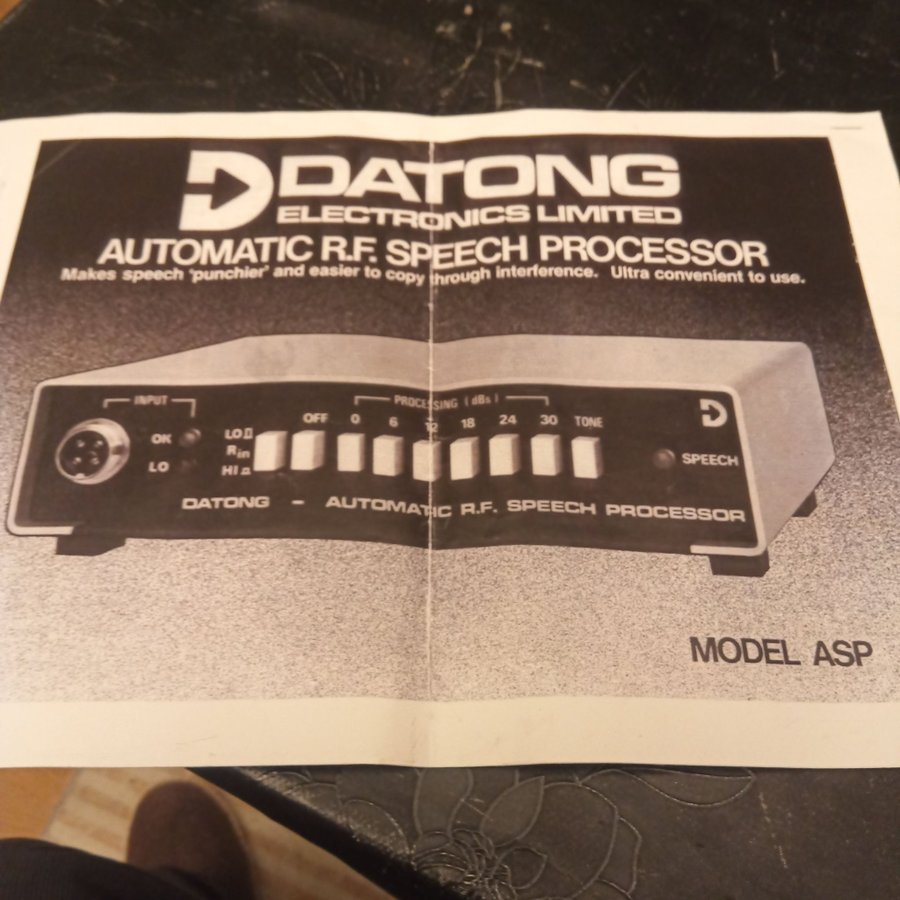 DATONG
ELECTRONICS LIMITED
AUTOMATIC R.F. SPEECH PROCESSOR
Makes speech 'punchier' and easier to copy through interference. Ultra convenient to use.
INPUT
PROCESSING (dBs)
OFF 0 6 12 18 24 30 TONE
OK
LO
LO Ω
Rin
HI Ω
SPEECH
DATONG - AUTOMATIC R.F. SPEECH PROCESSOR
MODEL ASP